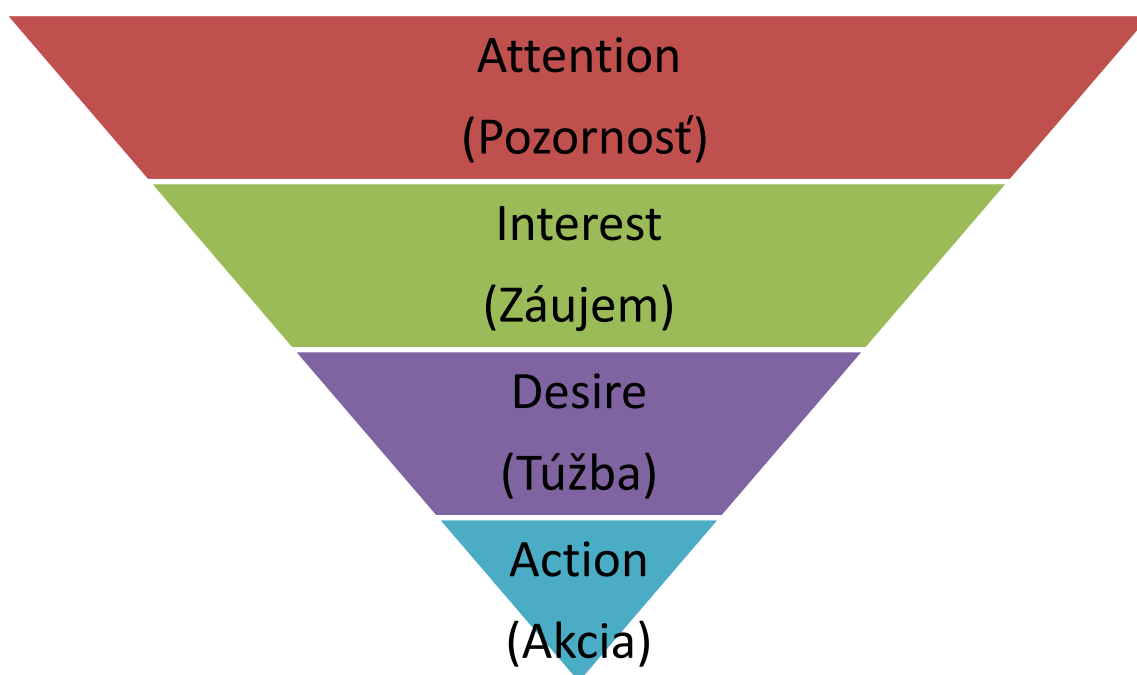 Attention
(Pozornosť)
Interest
(Záujem)
Desire
(Túžba)
Action
(Akcia)